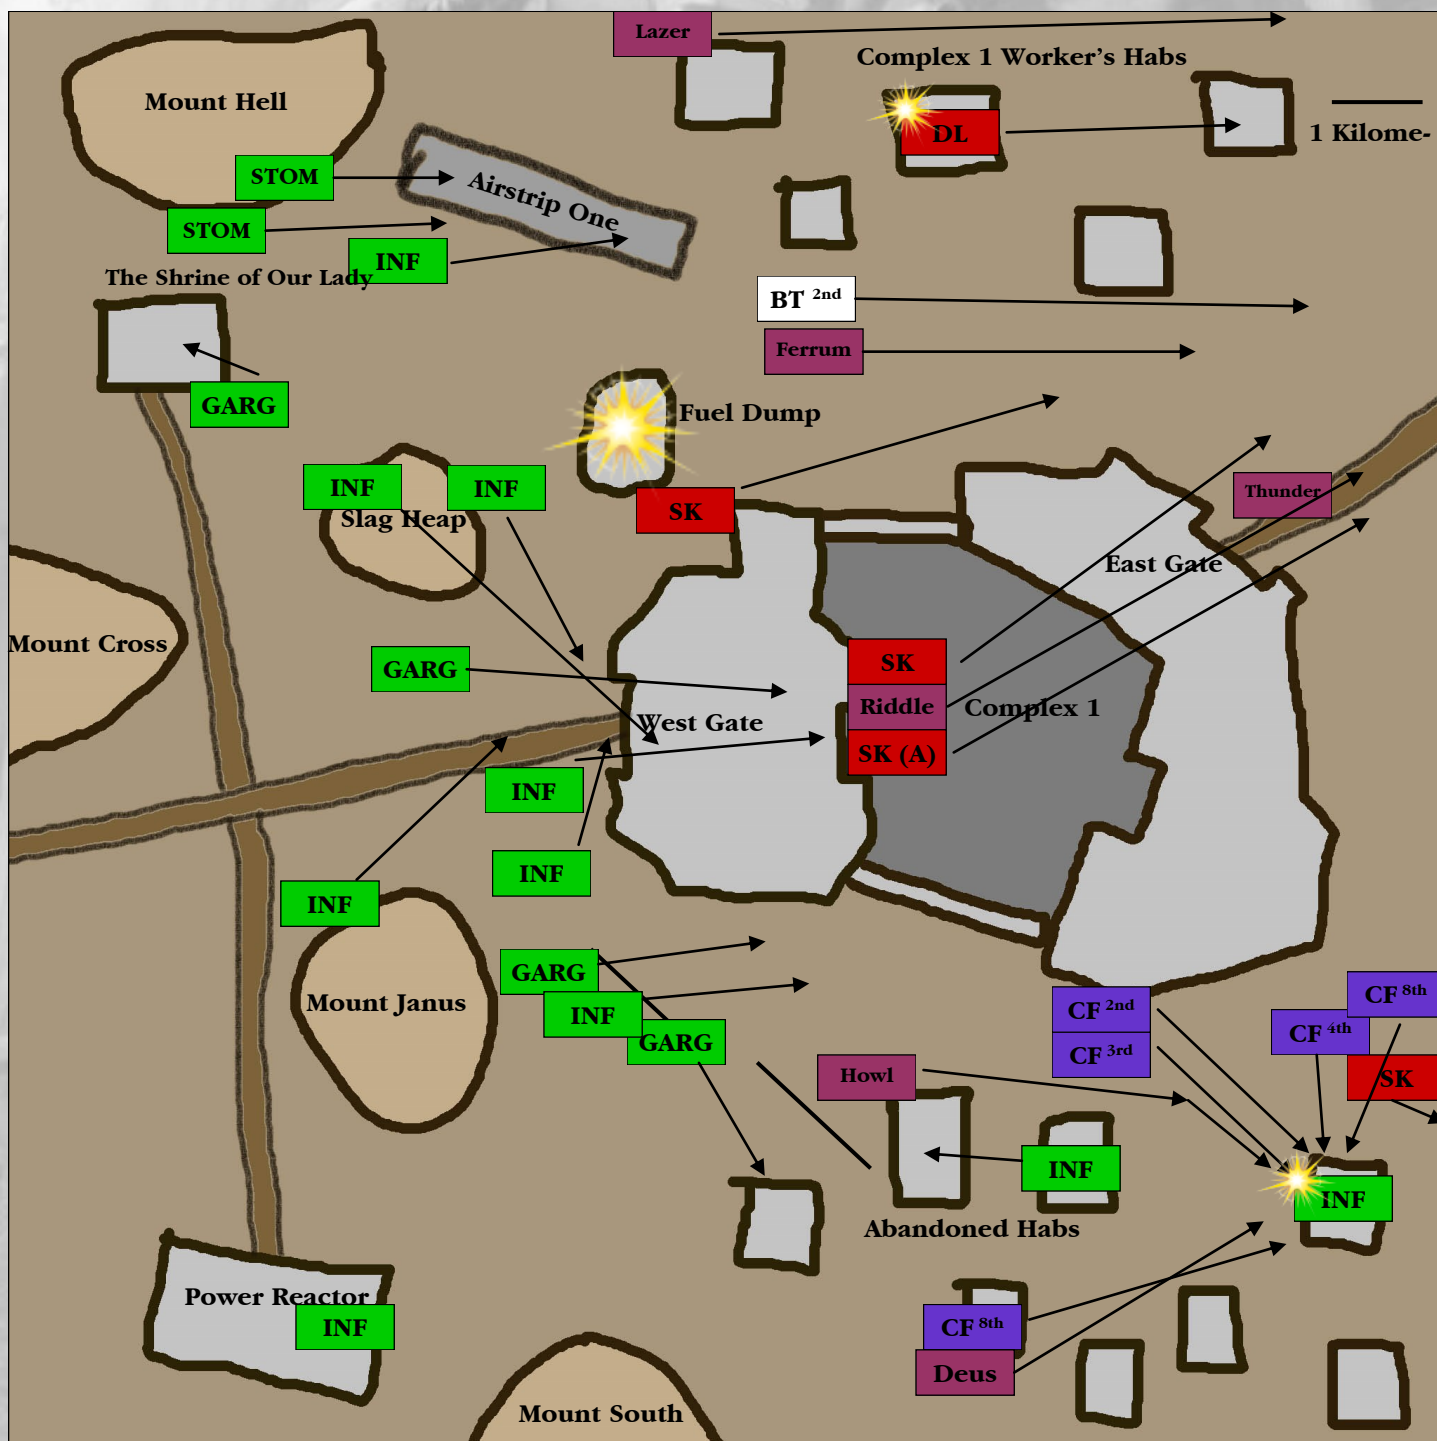 Lazer
Complex 1 Worker's Habs
Mount Hell
DL
1 Kilome-
STOM
Airstrip One
STOM
INF
The Shrine of Our Lady
BT 2nd
Ferrum
GARG
Fuel Dump
INF
INF
Thunder
SK
Slag Heap
East Gate
Mount Cross
SK
GARG
Riddle
Complex 1
West Gate
SK (A)
INF
INF
INF
GARG
CF 8th
Mount Janus
CF 2nd
INF
CF 4th
GARG
CF 3rd
Howl
SK
INF
INF
Abandoned Habs
Power Reactor
INF
CF 8th
Deus
Mount South